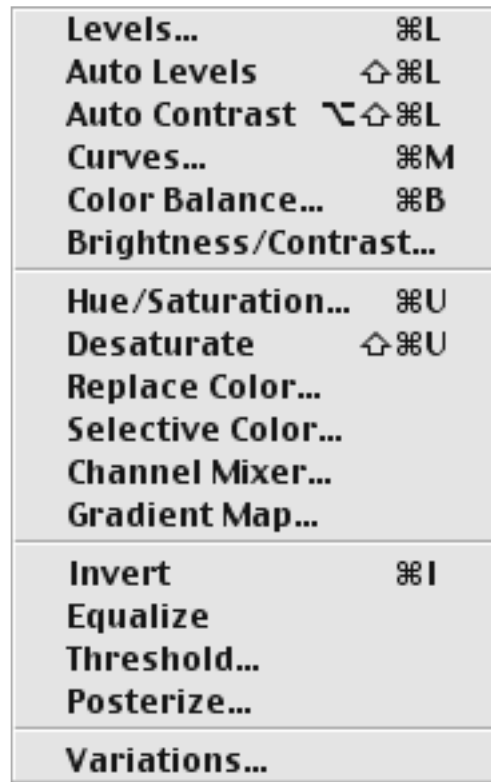 Levels... ⌘L
Auto Levels ⇧⌘L
Auto Contrast ⌥⇧⌘L
Curves... ⌘M
Color Balance... ⌘B
Brightness/Contrast...
Hue/Saturation... ⌘U
Desaturate ⇧⌘U
Replace Color...
Selective Color...
Channel Mixer...
Gradient Map...
Invert ⌘I
Equalize
Threshold...
Posterize...
Variations...